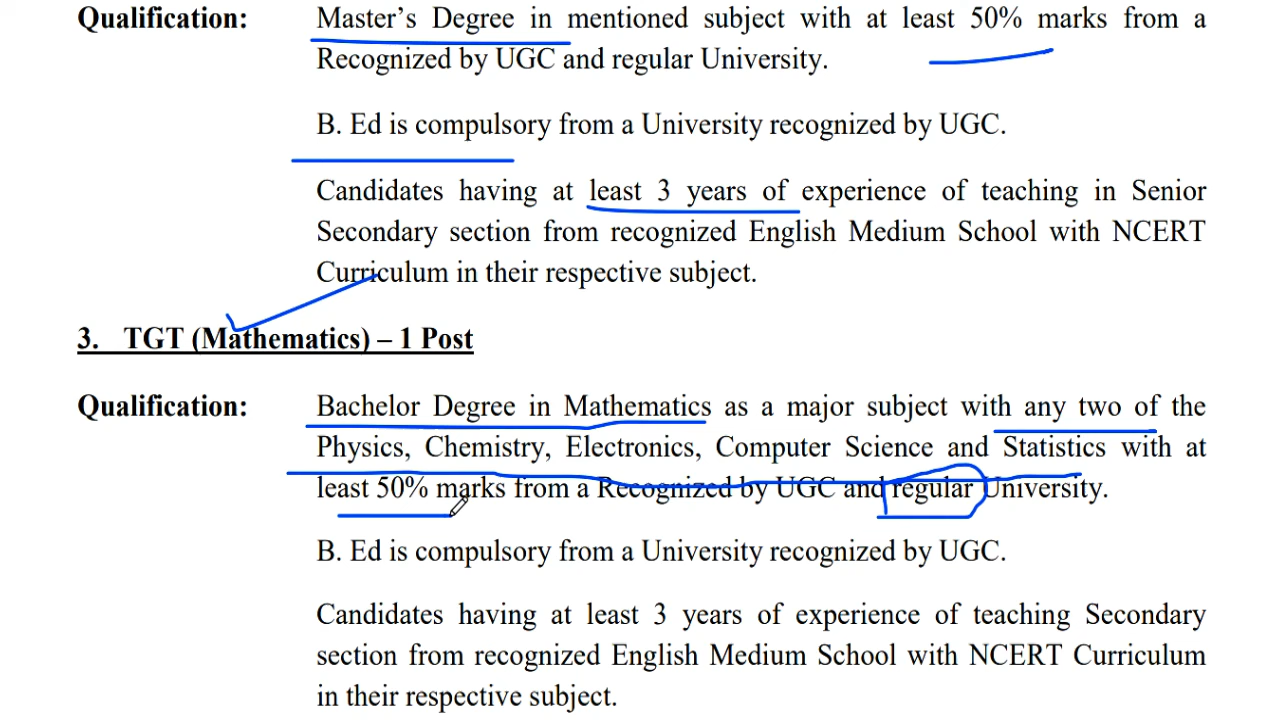 Qualification: Master's Degree in mentioned subject with at least 50% marks from a
Recognized by UGC and regular University.
B. Ed is compulsory from a University recognized by UGC.
Candidates having at least 3 years of experience of teaching in Senior
Secondary section from recognized English Medium School with NCERT
Curriculum in their respective subject.
3. TGT (Mathematics) – 1 Post
Qualification: Bachelor Degree in Mathematics as a major subject with any two of the
Physics, Chemistry, Electronics, Computer Science and Statistics with at
least 50% marks from a Recognized by UGC and regular University.
B. Ed is compulsory from a University recognized by UGC.
Candidates having at least 3 years of experience of teaching Secondary
section from recognized English Medium School with NCERT Curriculum
in their respective subject.